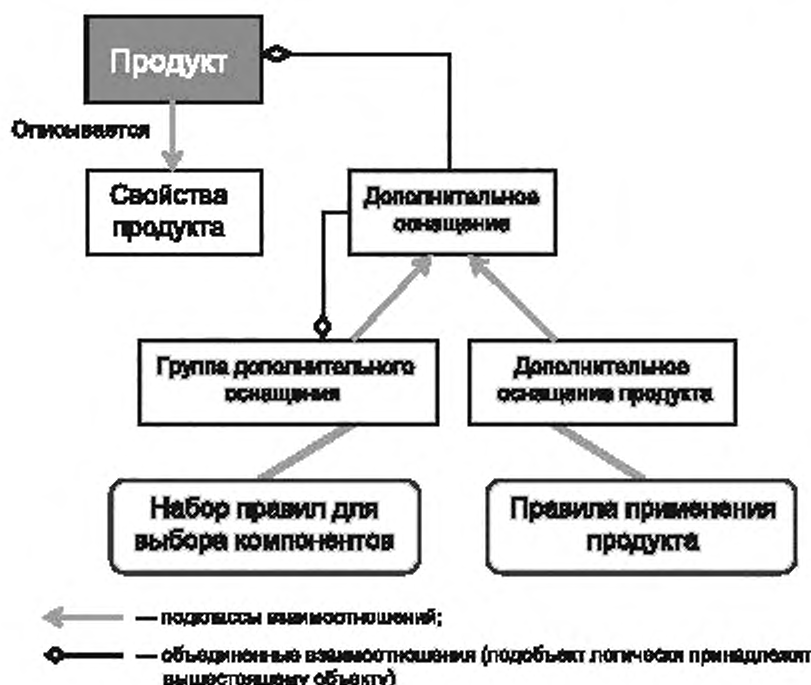 Продукт
Описывается
Свойства
продукта
Дополнительное
оснащение
Группа дополнительного
оснащения
Дополнительное
оснащение продукта
Набор правил для
выбора компонентов
Правила применения
продукта
— подклассы взаимоотношений;
— объединенные взаимоотношения (подобъект логически принадлежит
вышестоящему объекту)